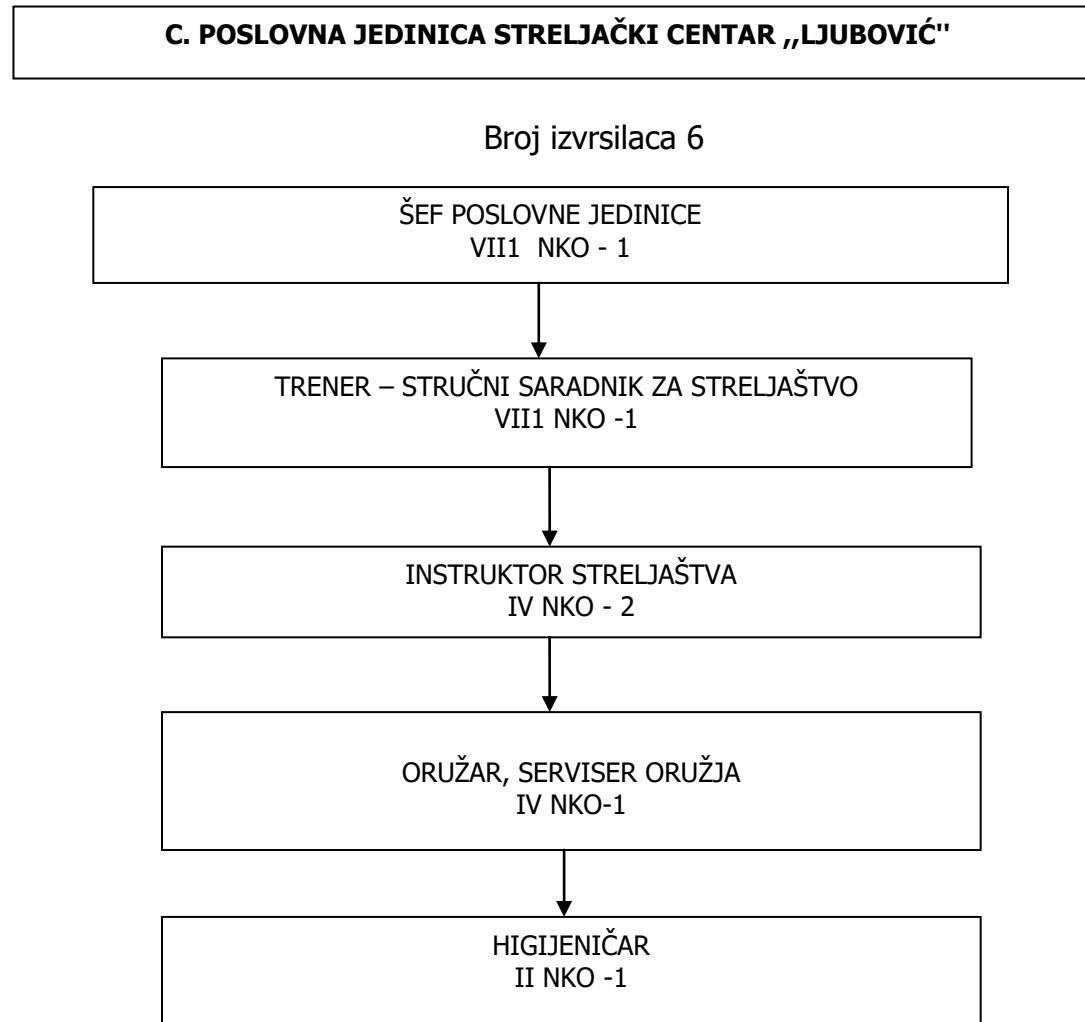 C. POSLOVNA JEDINICA STRELJAČKI CENTAR ,,LJUBOVIĆ''
Broj izvrsilaca 6
ŠEF POSLOVNE JEDINICE
VII1 NKO - 1
TRENER – STRUČNI SARADNIK ZA STRELJAŠTVO
VII1 NKO -1
INSTRUKTOR STRELJAŠTVA
IV NKO - 2
ORUŽAR, SERVISER ORUŽJA
IV NKO-1
HIGIJENIČAR
II NKO -1